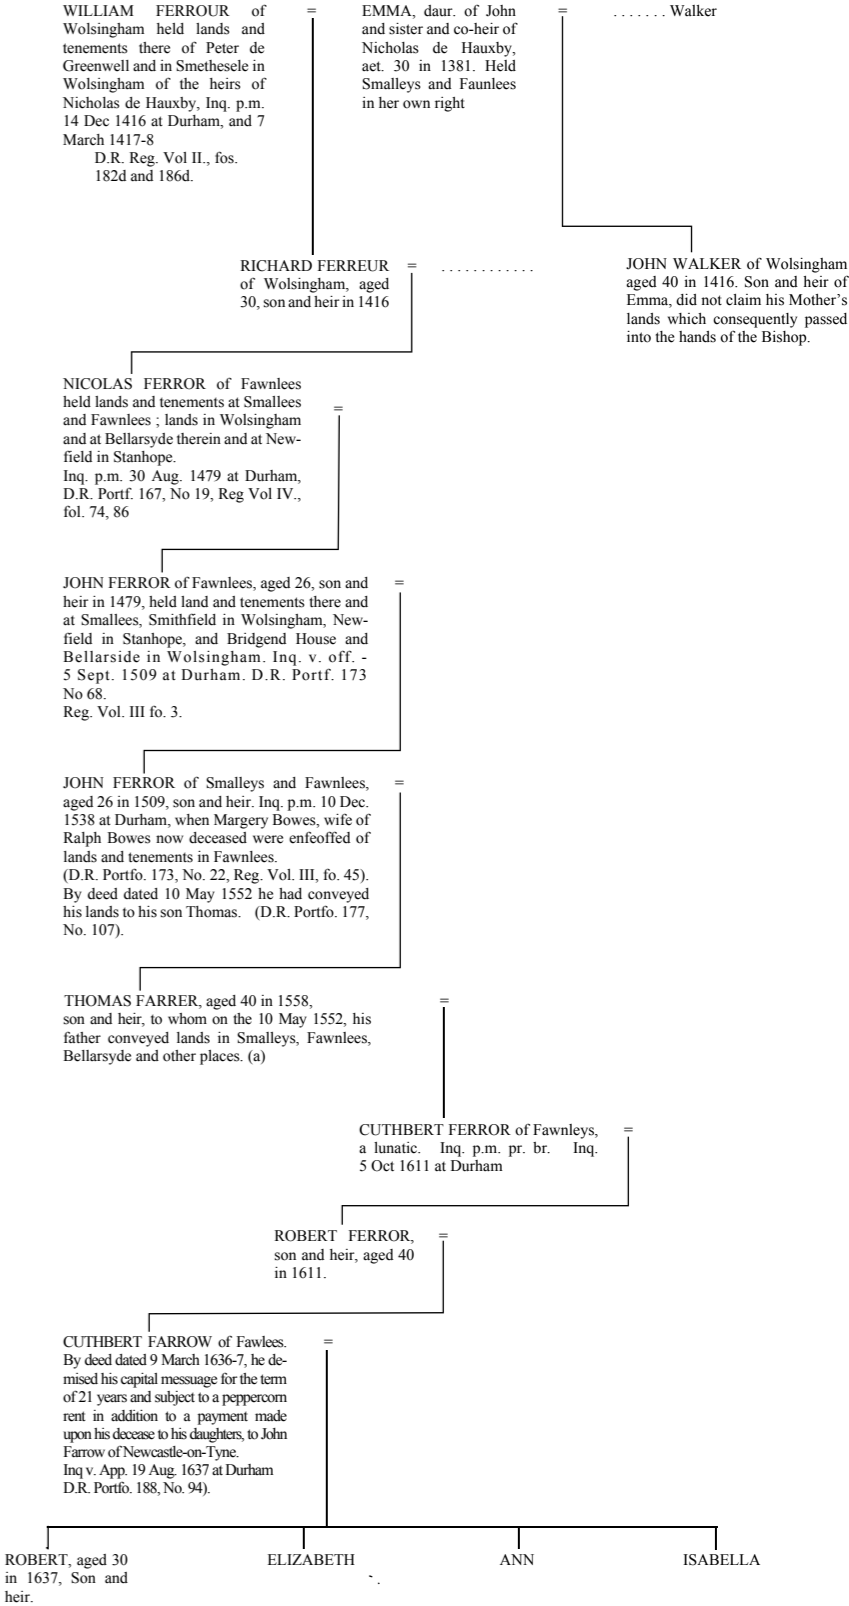 WILLIAM FERROUR of
Wolsingham held lands and
tenements there of Peter de
Greenwell and in Smethesele in
Wolsingham of the heirs of
Nicholas de Hauxby, Inq. p.m.
14 Dec 1416 at Durham, and 7
March 1417-8
D.R. Reg. Vol II., fos.
182d and 186d.
=
EMMA, daur. of John
and sister and co-heir of
Nicholas de Hauxby,
aet. 30 in 1381. Held
Smalleys and Faunlees
in her own right
=
. . . . . . . Walker
RICHARD FERREUR
of Wolsingham, aged
30, son and heir in 1416
=
. . . . . . . . . . . .
JOHN WALKER of Wolsingham
aged 40 in 1416. Son and heir of
Emma, did not claim his Mother's
lands which consequently passed
into the hands of the Bishop.
NICOLAS FERROR of Fawnlees
held lands and tenements at Smallees
and Fawnlees ; lands in Wolsingham
and at Bellarsyde therein and at New-
field in Stanhope.
Inq. p.m. 30 Aug. 1479 at Durham,
D.R. Portf. 167, No 19, Reg Vol IV.,
fol. 74, 86
=
JOHN FERROR of Fawnlees, aged 26, son and
heir in 1479, held land and tenements there and
at Smallees, Smithfield in Wolsingham, New-
field in Stanhope, and Bridgend House and
Bellarside in Wolsingham. Inq. v. off. -
5 Sept. 1509 at Durham. D.R. Portf. 173
No 68.
Reg. Vol. III fo. 3.
=
JOHN FERROR of Smalleys and Fawnlees,
aged 26 in 1509, son and heir. Inq. p.m. 10 Dec.
1538 at Durham, when Margery Bowes, wife of
Ralph Bowes now deceased were enfeoffed of
lands and tenements in Fawnlees.
(D.R. Portfo. 173, No. 22, Reg. Vol. III, fo. 45).
By deed dated 10 May 1552 he had conveyed
his lands to his son Thomas. (D.R. Portfo. 177,
No. 107).
=
THOMAS FARRER, aged 40 in 1558,
son and heir, to whom on the 10 May 1552, his
father conveyed lands in Smalleys, Fawnlees,
Bellarsyde and other places. (a)
=
CUTHBERT FERROR of Fawnleys,
a lunatic. Inq. p.m. pr. br. Inq.
5 Oct 1611 at Durham
=
ROBERT FERROR,
son and heir, aged 40
in 1611.
=
CUTHBERT FARROW of Fawlees.
By deed dated 9 March 1636-7, he de-
mised his capital messuage for the term
of 21 years and subject to a peppercorn
rent in addition to a payment made
upon his decease to his daughters, to John
Farrow of Newcastle-on-Tyne.
Inq v. App. 19 Aug. 1637 at Durham
D.R. Portfo. 188, No. 94).
=
ROBERT, aged 30
in 1637, Son and
heir.
ELIZABETH
ANN
ISABELLA